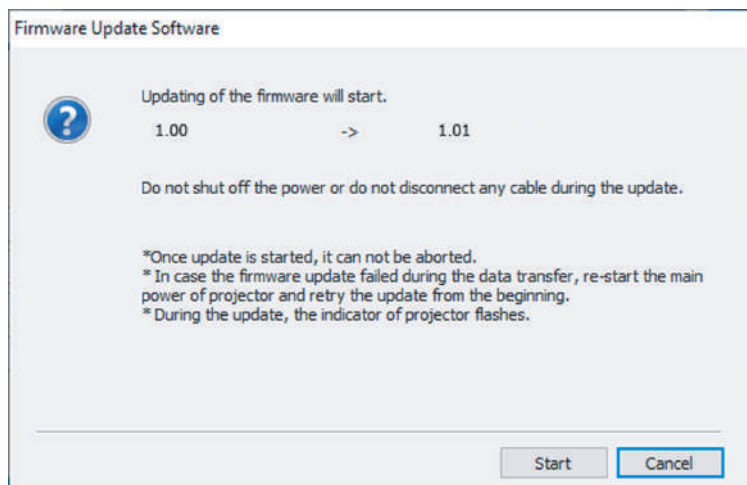 Firmware Update Software
Updating of the firmware will start.
1.00 -> 1.01
Do not shut off the power or do not disconnect any cable during the update.
*Once update is started, it can not be aborted.
* In case the firmware update failed during the data transfer, re-start the main
power of projector and retry the update from the beginning.
* During the update, the indicator of projector flashes.
Start Cancel